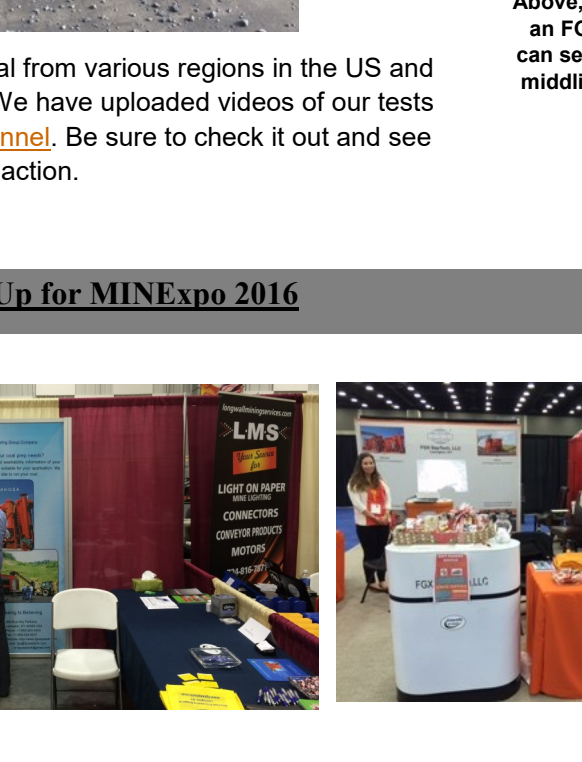 Above,
an FG
can se
middli
al from various regions in the US and
We have uploaded videos of our tests
nnel. Be sure to check it out and see
action.
Up for MINExpo 2016
longwallminingservices.com
L·M·S
Your Source
for
LIGHT ON PAPER
MINE LIGHTING
CONNECTORS
CONVEYOR PRODUCTS
MOTORS
FGX SepTech, LLC
FGX
LLC